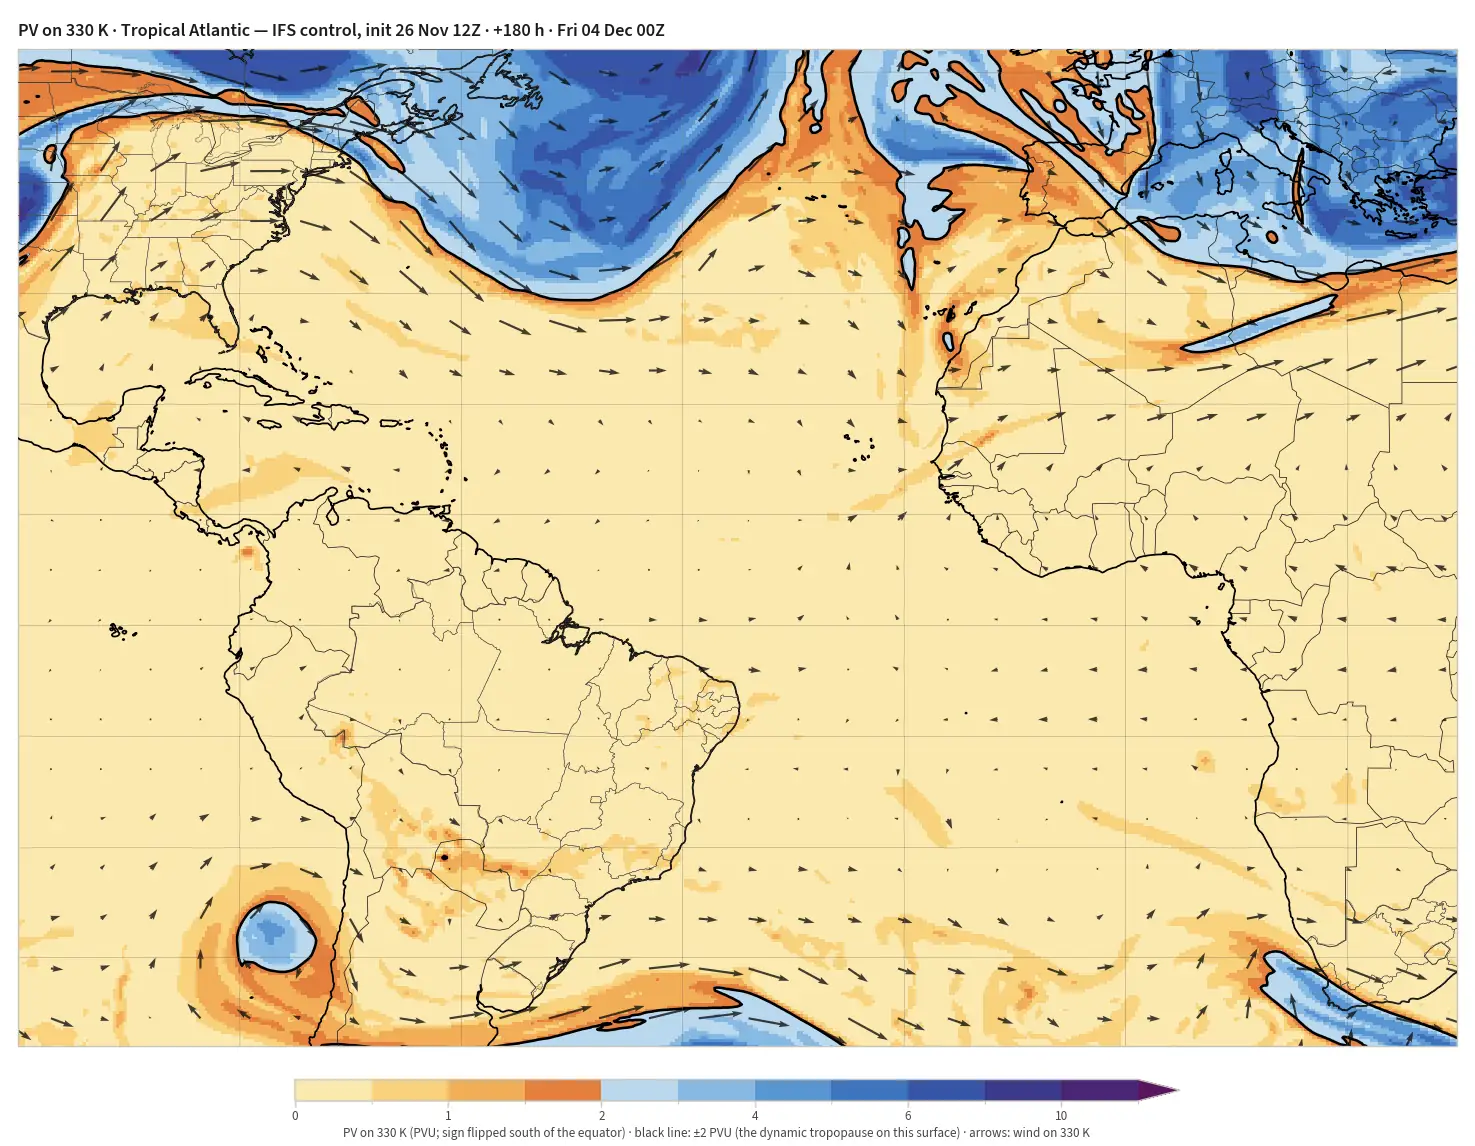 PV on 330 K · Tropical Atlantic — IFS control, init 26 Nov 12Z · +180 h · Fri 04 Dec 00Z
0 1 2 4 6 10
PV on 330 K (PVU; sign flipped south of the equator) · black line: ±2 PVU (the dynamic tropopause on this surface) · arrows: wind on 330 K